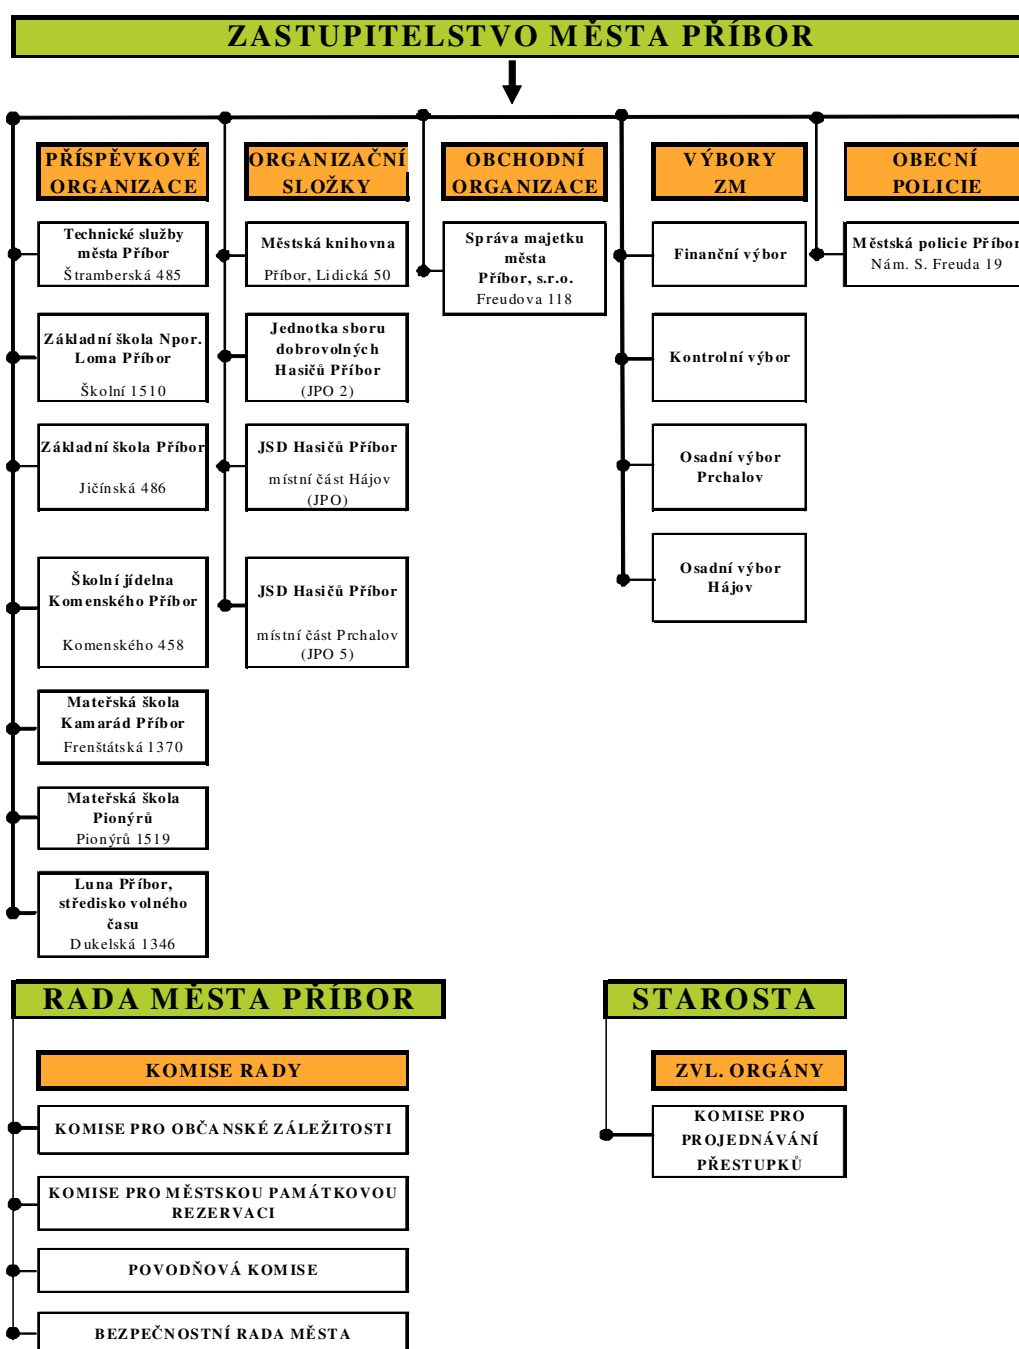 ZASTUPITELSTVO MĚSTA PŘÍBOR
PŘÍSPĚVKOVÉ
ORGANIZACE
Technické služby
města Příbor
Štramberská 485
Základní škola Npor.
Loma Příbor
Školní 1510
Základní škola Příbor
Jičínská 486
Školní jídelna
Komenského Příbor
Komenského 458
Mateřská škola
Kamarád Příbor
Frenštátská 1370
Mateřská škola
Pionýrů
Pionýrů 1519
Luna Příbor,
středisko volného
času
Dukelská 1346
ORGANIZAČNÍ
SLOŽKY
Městská knihovna
Příbor, Lidická 50
Jednotka sboru
dobrovolných
Hasičů Příbor
(JPO 2)
JSD Hasičů Příbor
místní část Hájov
(JPO)
JSD Hasičů Příbor
místní část Prchalov
(JPO 5)
OBCHODNÍ
ORGANIZACE
Správa majetku
města
Příbor, s.r.o.
Freudova 118
VÝBORY
ZM
Finanční výbor
Kontrolní výbor
Osadní výbor
Prchalov
Osadní výbor
Hájov
OBECNÍ
POLICIE
Městská policie Příbor
Nám. S. Freuda 19
RADA MĚSTA PŘÍBOR
KOMISE RADY
KOMISE PRO OBČANSKÉ ZÁLEŽITOSTI
KOMISE PRO MĚSTSKOU PAMÁTKOVOU
REZERVACI
POVODŇOVÁ KOMISE
BEZPEČNOSTNÍ RADA MĚSTA
STAROSTA
ZVL. ORGÁNY
KOMISE PRO
PROJEDNÁVÁNÍ
PŘESTUPKŮ